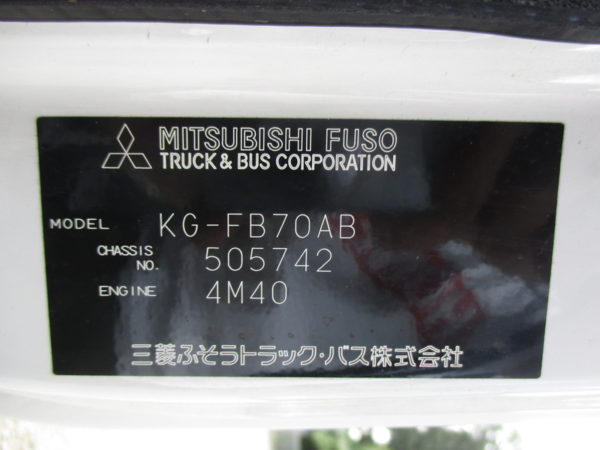 MITSUBISHI FUSO
TRUCK & BUS CORPORATION
MODEL KG-FB70AB
CHASSIS NO. 505742
ENGINE 4M40
三菱ふそうトラック・バス株式会社